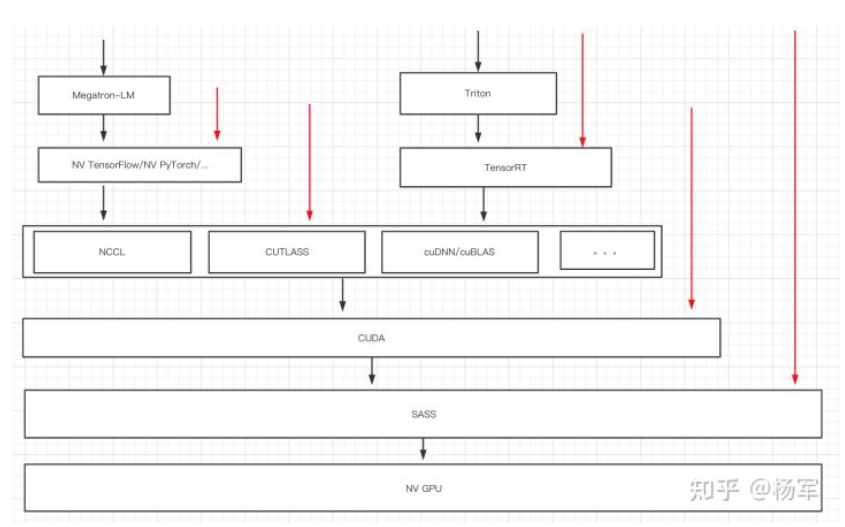 Megatron-LM
Triton
NV TensorFlow/NV PyTorch/...
TensorRT
NCCL
CUTLASS
cuDNN/cuBLAS
...
CUDA
SASS
NV GPU
知乎 @杨军